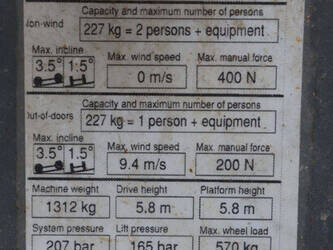 Capacity and maximum number of persons
Non-wind 227 kg = 2 persons + equipment
Max. incline Max. wind speed Max. manual force
3.5° 1.5° 0 m/s 400 N
Capacity and maximum number of persons
Out-of-doors 227 kg = 1 person + equipment
Max. incline Max. wind speed Max. manual force
3.5° 1.5° 9.4 m/s 200 N
Machine weight Drive height Platform height
1312 kg 5.8 m 5.8 m
System pressure Lift pressure Max. wheel load
207 bar 165 bar 570 kg